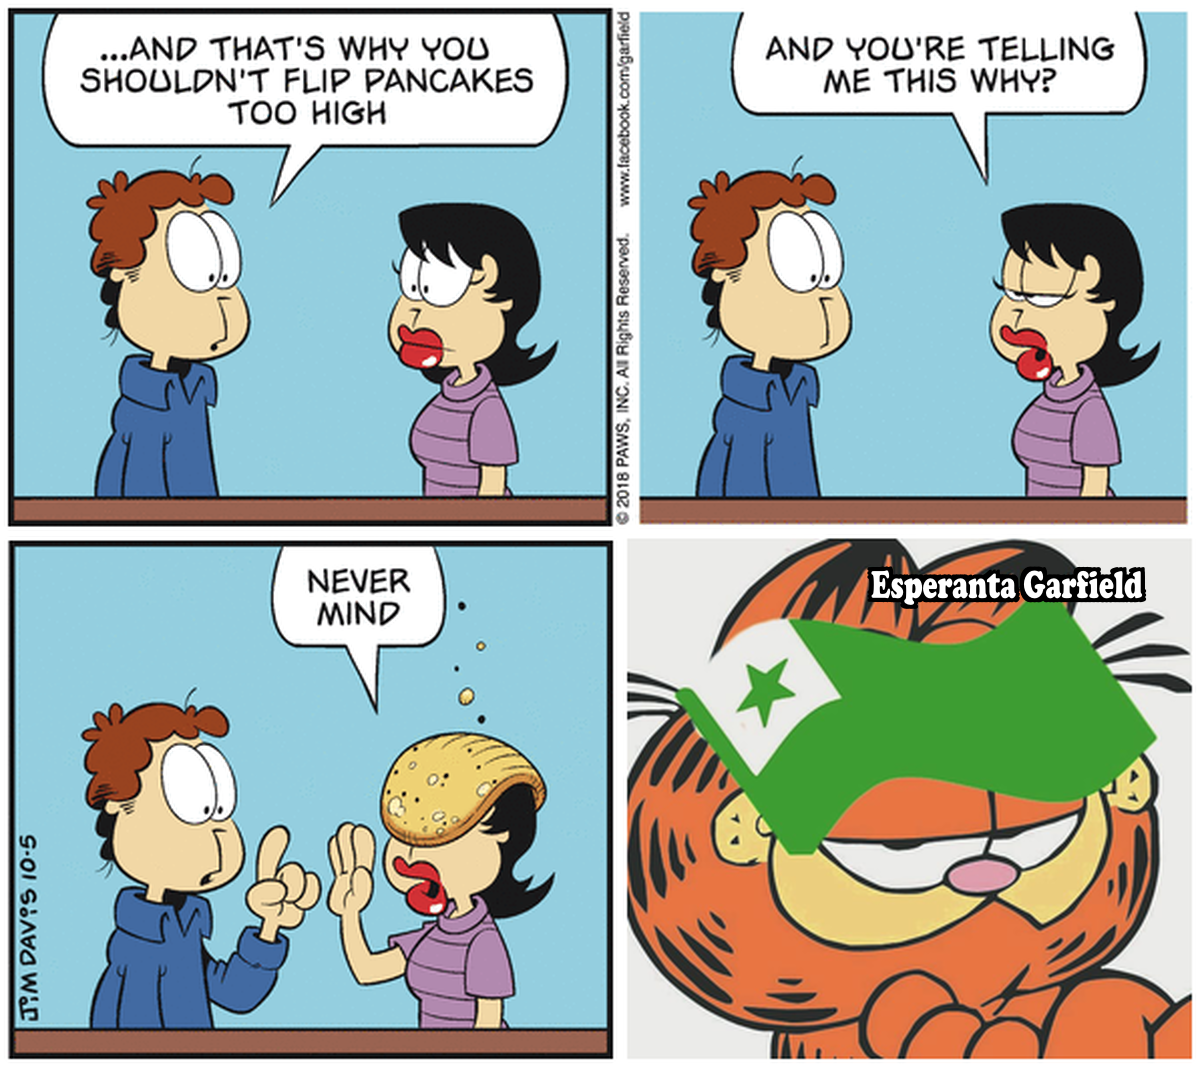 ...AND THAT'S WHY YOU
SHOULDN'T FLIP PANCAKES
TOO HIGH
© 2018 PAWS, INC. All Rights Reserved. www.facebook.com/garfield
AND YOU'RE TELLING
ME THIS WHY?
NEVER
MIND
JIM DAVIS 10·5
Esperanta Garfield